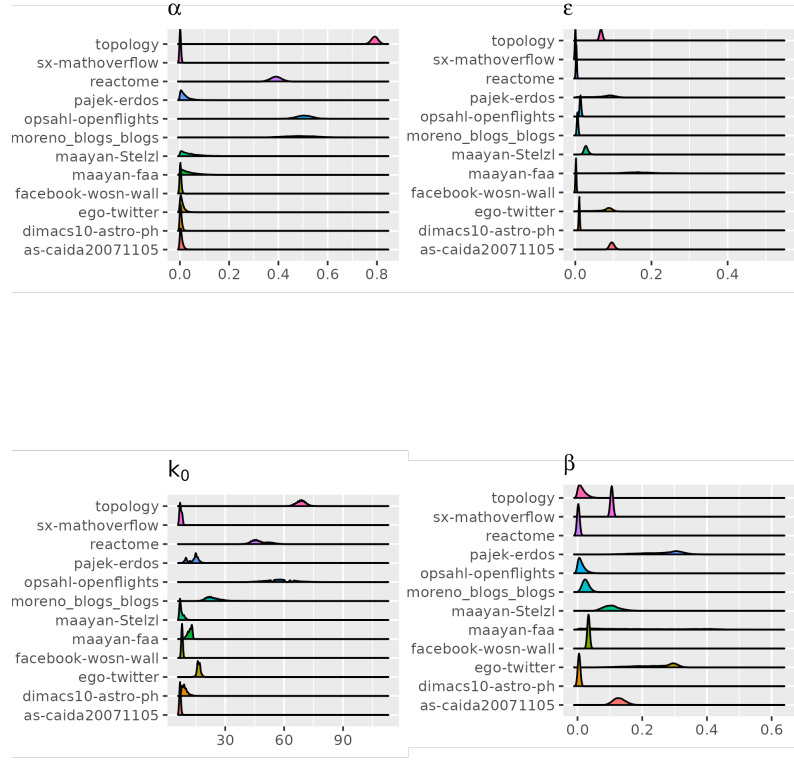 α
topology
sx-mathoverflow
reactome
pajek-erdos
opsahl-openflights
moreno_blogs_blogs
maayan-Stelzl
maayan-faa
facebook-wosn-wall
ego-twitter
dimacs10-astro-ph
as-caida20071105
0.0 0.2 0.4 0.6 0.8
ε
topology
sx-mathoverflow
reactome
pajek-erdos
opsahl-openflights
moreno_blogs_blogs
maayan-Stelzl
maayan-faa
facebook-wosn-wall
ego-twitter
dimacs10-astro-ph
as-caida20071105
0.0 0.2 0.4
k0
topology
sx-mathoverflow
reactome
pajek-erdos
opsahl-openflights
moreno_blogs_blogs
maayan-Stelzl
maayan-faa
facebook-wosn-wall
ego-twitter
dimacs10-astro-ph
as-caida20071105
30 60 90
β
topology
sx-mathoverflow
reactome
pajek-erdos
opsahl-openflights
moreno_blogs_blogs
maayan-Stelzl
maayan-faa
facebook-wosn-wall
ego-twitter
dimacs10-astro-ph
as-caida20071105
0.0 0.2 0.4 0.6